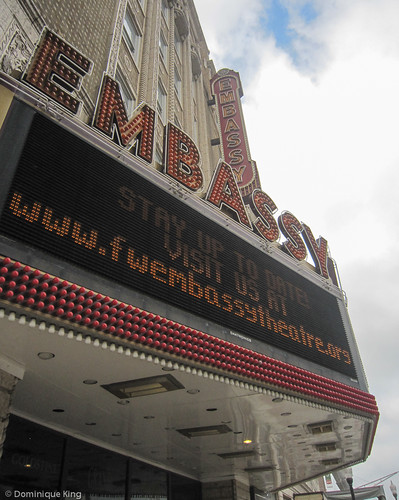 EMBASSY
EMBASSY
STAY UP TO DATE!
VISIT US AT
www.fwembassytheatre.org
© Dominique King